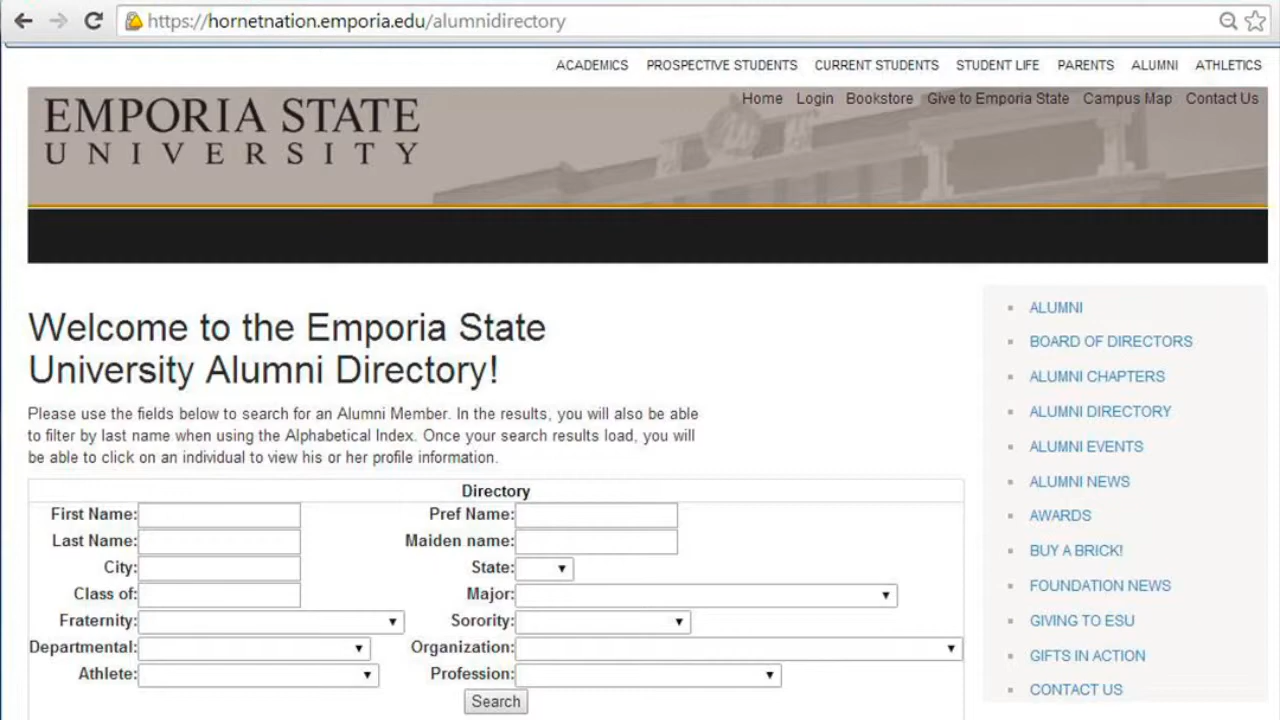 https://hornetnation.emporia.edu/alumnidirectory
ACADEMICS PROSPECTIVE STUDENTS CURRENT STUDENTS STUDENT LIFE PARENTS ALUMNI ATHLETICS
Home Login Bookstore Give to Emporia State Campus Map Contact Us
EMPORIA STATE
UNIVERSITY
Welcome to the Emporia State
University Alumni Directory!
Please use the fields below to search for an Alumni Member. In the results, you will also be able
to filter by last name when using the Alphabetical Index. Once your search results load, you will
be able to click on an individual to view his or her profile information.
Directory
First Name: Pref Name:
Last Name: Maiden name:
City: State:
Class of: Major:
Fraternity: Sorority:
Departmental: Organization:
Athlete: Profession:
Search
ALUMNI
BOARD OF DIRECTORS
ALUMNI CHAPTERS
ALUMNI DIRECTORY
ALUMNI EVENTS
ALUMNI NEWS
AWARDS
BUY A BRICK!
FOUNDATION NEWS
GIVING TO ESU
GIFTS IN ACTION
CONTACT US